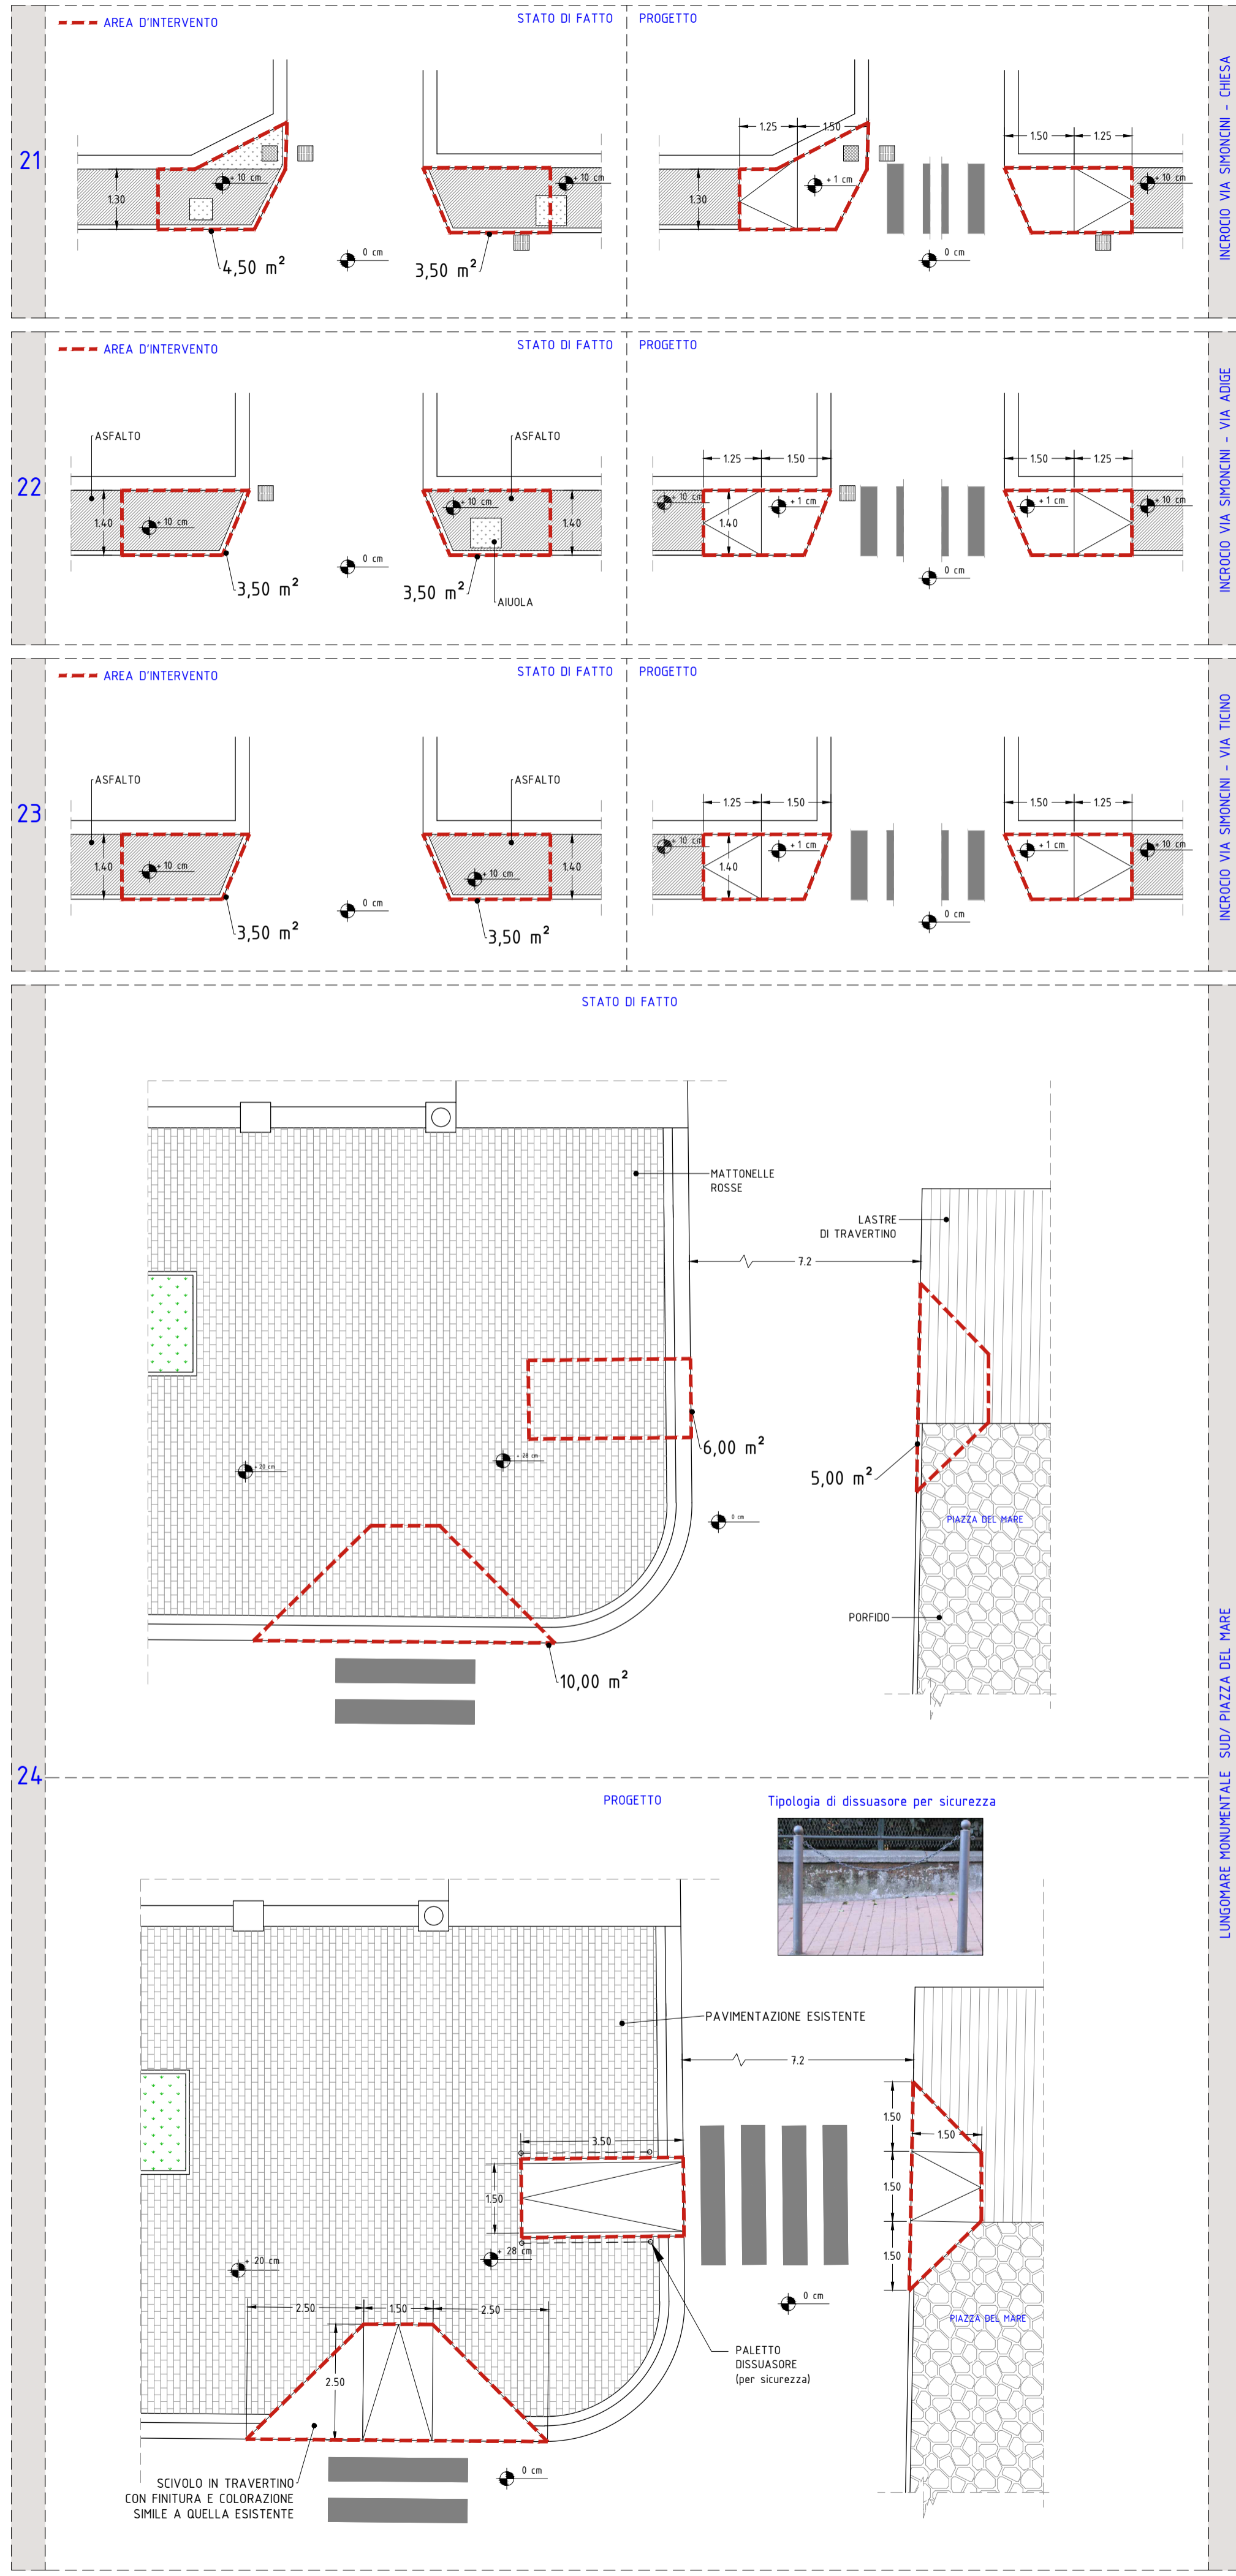 AREA D'INTERVENTO
STATO DI FATTO
PROGETTO
21
INCROCIO VIA SIMONCINI - CHIESA
1.30
+ 10 cm
4,50 m²
0 cm
+ 10 cm
3,50 m²
1.25
1.50
1.30
+ 1 cm
0 cm
1.50
1.25
+ 10 cm
AREA D'INTERVENTO
STATO DI FATTO
PROGETTO
22
INCROCIO VIA SIMONCINI - VIA ADIGE
ASFALTO
1.40
+ 10 cm
3,50 m²
0 cm
ASFALTO
+ 10 cm
1.40
3,50 m²
AIUOLA
1.25
1.50
+ 10 cm
1.40
+ 1 cm
0 cm
1.50
1.25
+ 1 cm
+ 10 cm
AREA D'INTERVENTO
STATO DI FATTO
PROGETTO
23
INCROCIO VIA SIMONCINI - VIA TICINO
ASFALTO
1.40
+ 10 cm
3,50 m²
0 cm
ASFALTO
+ 10 cm
1.40
3,50 m²
1.25
1.50
+ 10 cm
1.40
+ 1 cm
0 cm
1.50
1.25
+ 1 cm
+ 10 cm
STATO DI FATTO
MATTONELLE
ROSSE
LASTRE
DI TRAVERTINO
7.2
6,00 m²
5,00 m²
+ 20 cm
+ 28 cm
0 cm
PIAZZA DEL MARE
PORFIDO
10,00 m²
24
LUNGOMARE MONUMENTALE SUD/ PIAZZA DEL MARE
PROGETTO
Tipologia di dissuasore per sicurezza
PAVIMENTAZIONE ESISTENTE
7.2
3.50
1.50
1.50
1.50
1.50
1.50
+ 20 cm
+ 28 cm
0 cm
2.50
1.50
2.50
2.50
PIAZZA DEL MARE
PALETTO
DISSUASORE
(per sicurezza)
SCIVOLO IN TRAVERTINO
CON FINITURA E COLORAZIONE
SIMILE A QUELLA ESISTENTE
0 cm